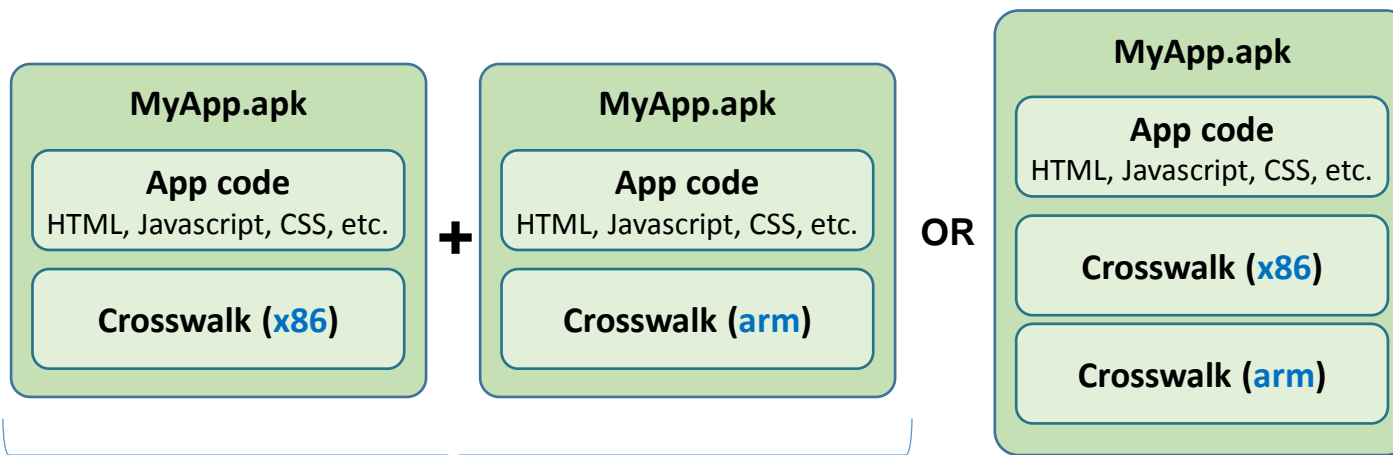 MyApp.apk
App code
HTML, Javascript, CSS, etc.
Crosswalk (x86)
+
MyApp.apk
App code
HTML, Javascript, CSS, etc.
Crosswalk (arm)
OR
MyApp.apk
App code
HTML, Javascript, CSS, etc.
Crosswalk (x86)
Crosswalk (arm)